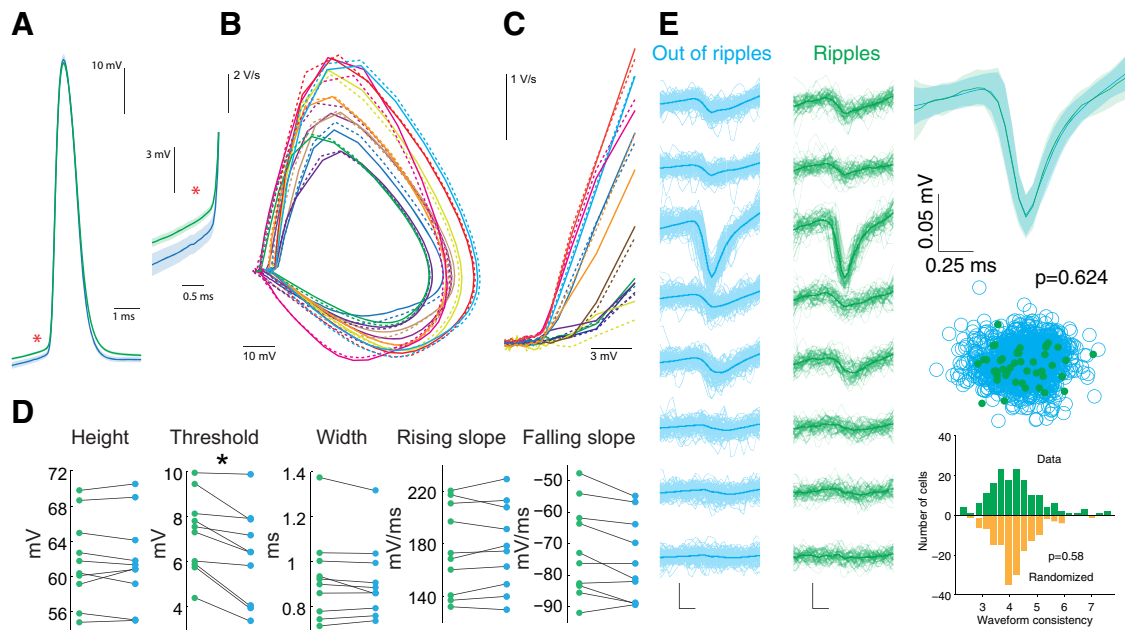 A
B
C
E
10 mV
2 V/s
3 mV
*
0.5 ms
*
1 ms
10 mV
1 V/s
3 mV
Out of ripples
Ripples
0.05 mV
0.25 ms
p=0.624
D
Height
Threshold
Width
Rising slope
Falling slope
*
mV
72
68
64
60
56
mV
10
8
6
4
ms
1.4
1.2
1
0.8
mV/ms
220
180
140
mV/ms
−50
−60
−70
−80
−90
Number of cells
40
20
0
−20
−40
Data
p=0.58
Randomized
3 4 5 6 7
Waveform consistency